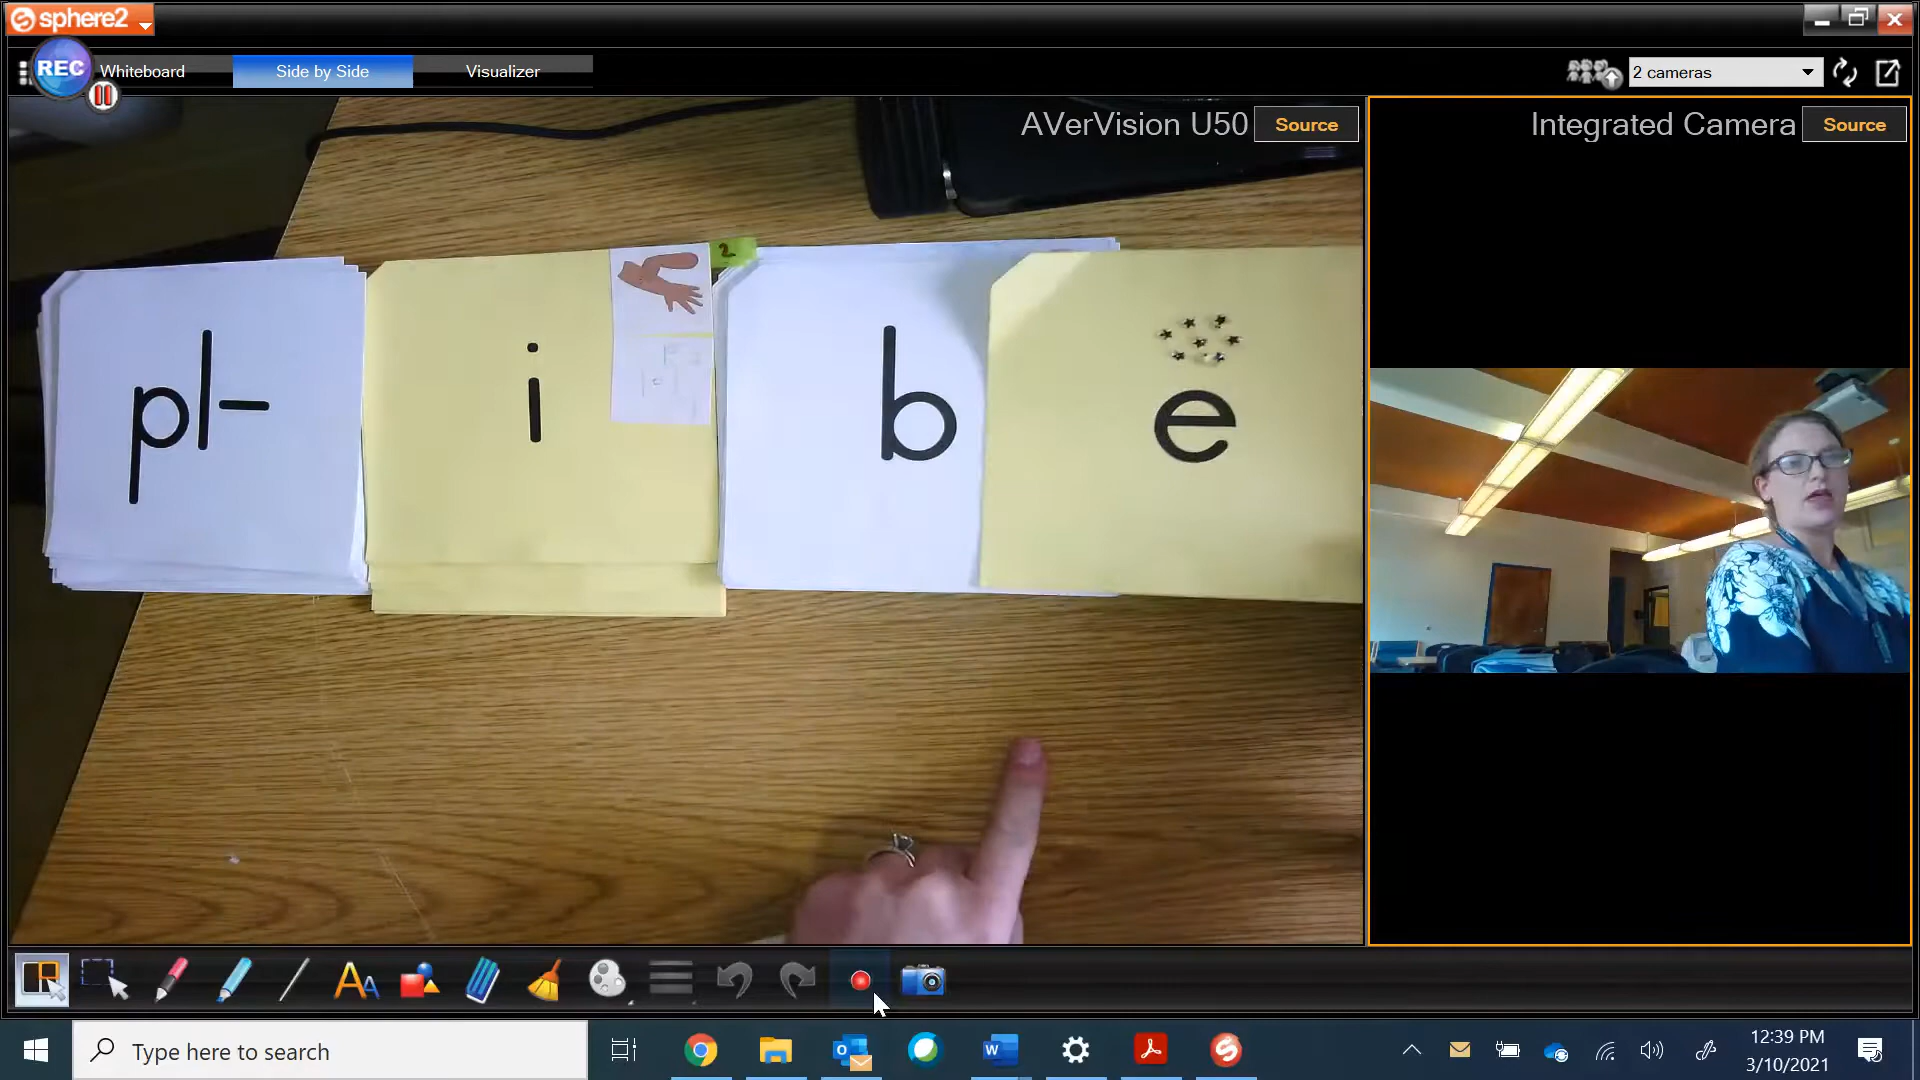 sphere2
REC
Whiteboard
Side by Side
Visualizer
2 cameras
AVerVision U50
Source
Integrated Camera
Source
2
pl-
i
b
e
AA
Type here to search
12:39 PM
3/10/2021